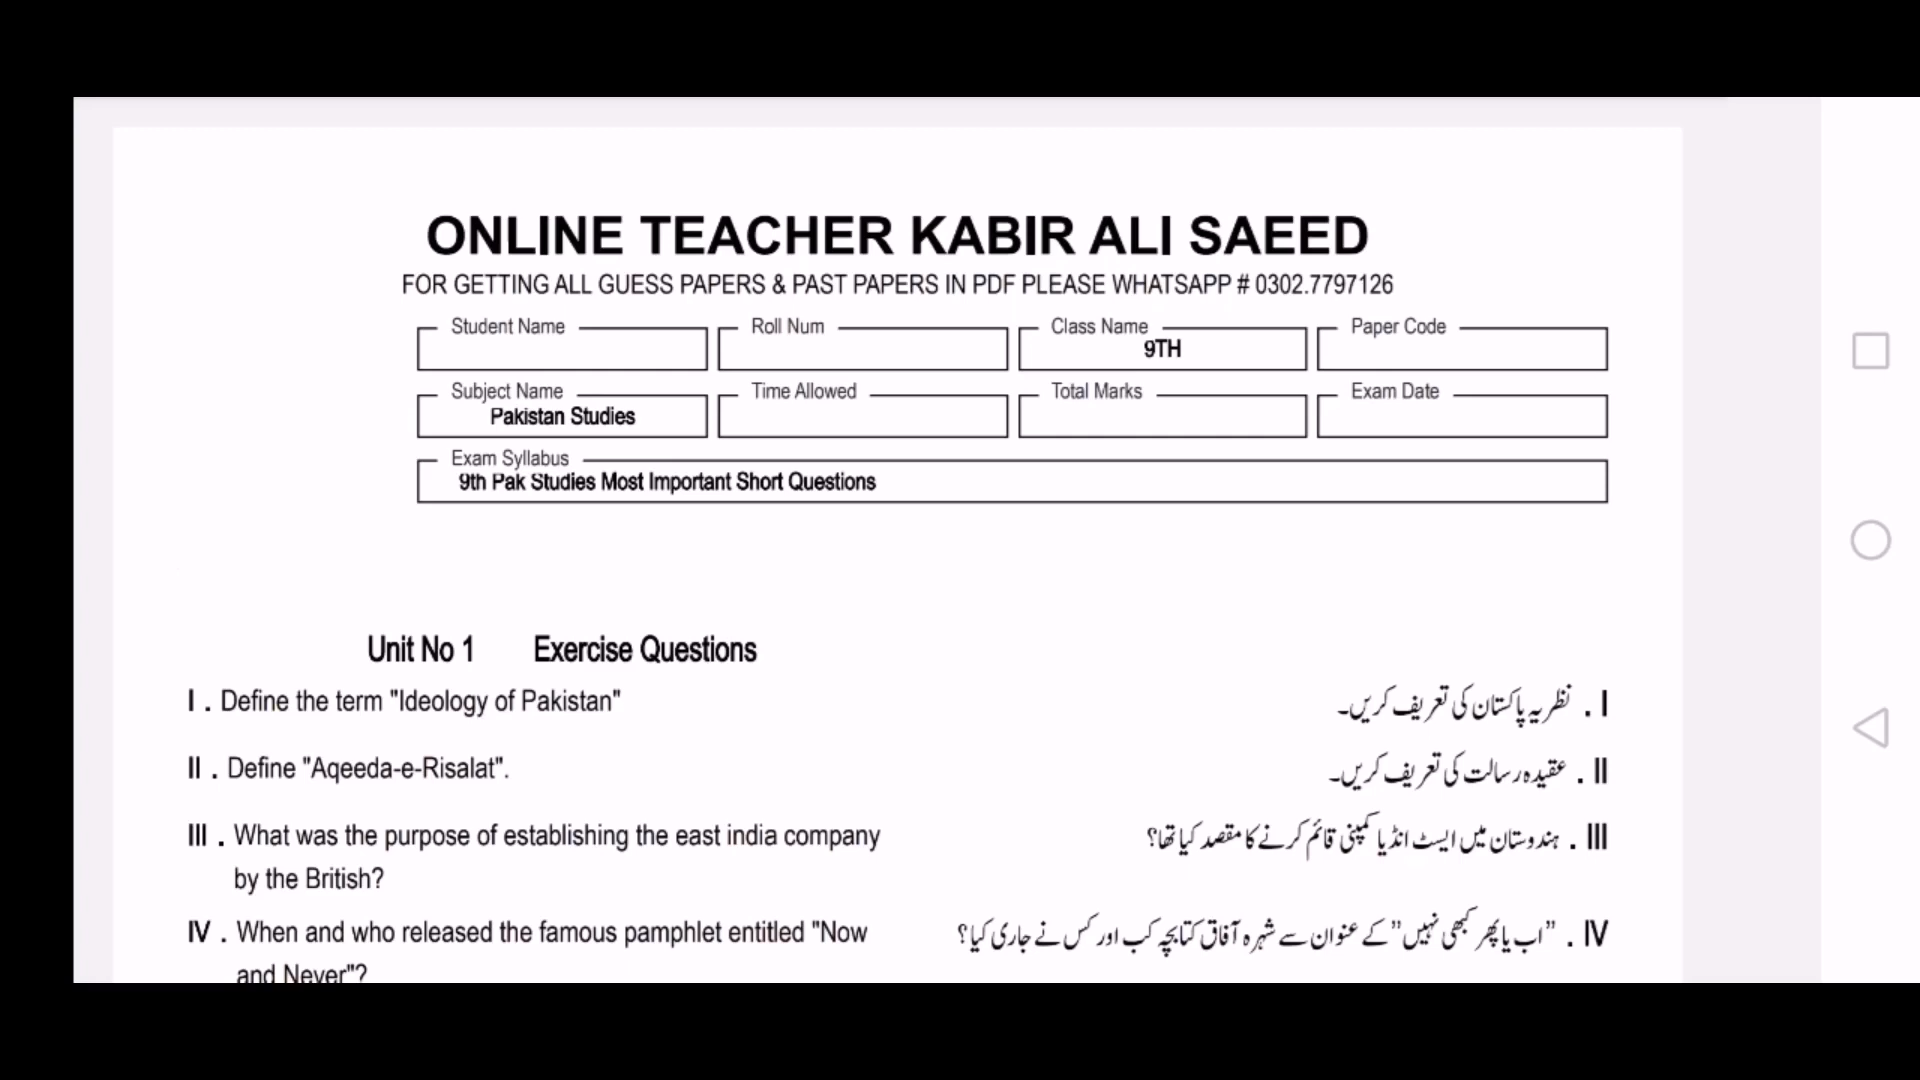 ONLINE TEACHER KABIR ALI SAEED
FOR GETTING ALL GUESS PAPERS & PAST PAPERS IN PDF PLEASE WHATSAPP # 0302.7797126
Student Name
Roll Num
Class Name
9TH
Paper Code
Subject Name
Pakistan Studies
Time Allowed
Total Marks
Exam Date
Exam Syllabus
9th Pak Studies Most Important Short Questions
Unit No 1 Exercise Questions
I . Define the term "Ideology of Pakistan"
I . نظریہ پاکستان کی تعریف کریں۔
II . Define "Aqeeda-e-Risalat".
II . عقیدہ رسالت کی تعریف کریں۔
III . What was the purpose of establishing the east india company
by the British?
III . ہندوستان میں ایسٹ انڈیا کمپنی قائم کرنے کا مقصد کیا تھا؟
IV . When and who released the famous pamphlet entitled "Now
and Never"?
IV . ”اب یا پھر کبھی نہیں” کے عنوان سے شہرہ آفاق کتابچہ کب اور کس نے جاری کیا؟